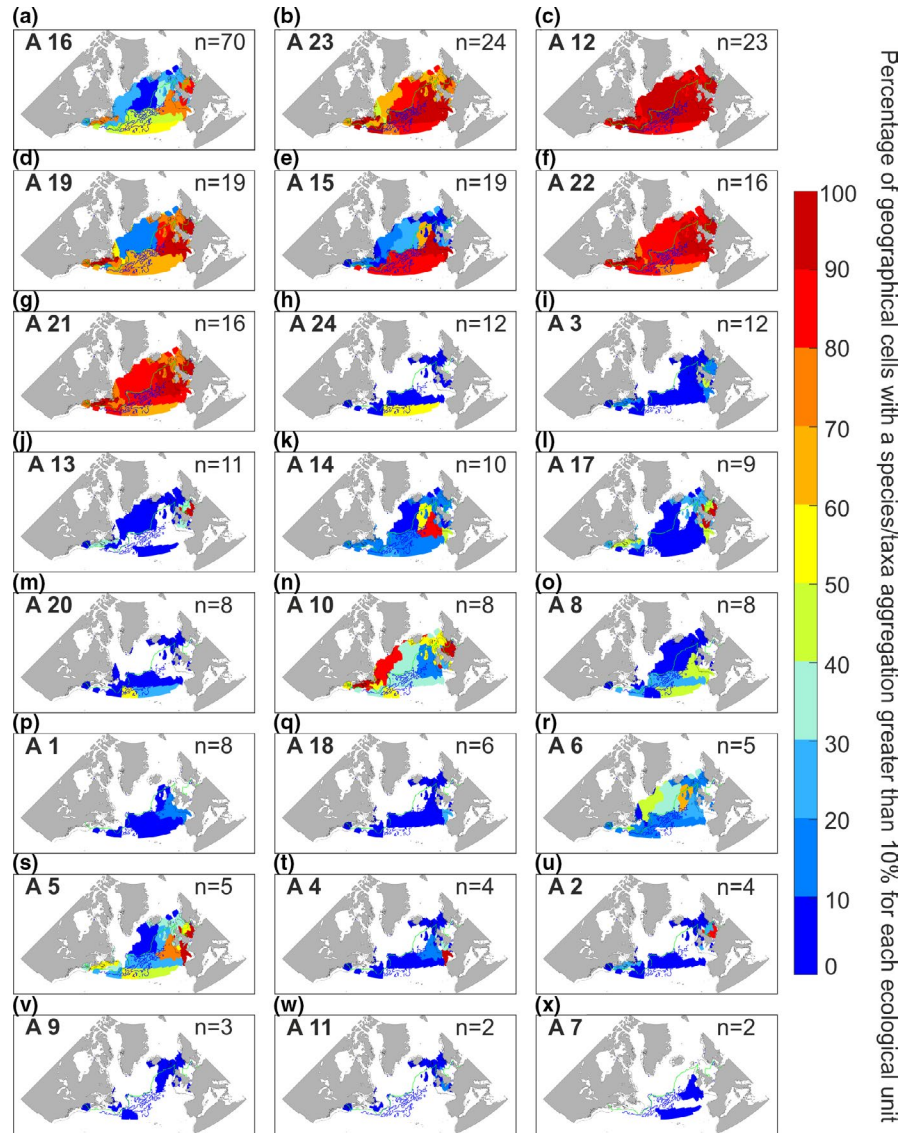 (a) (b) (c)
A 16 n=70 A 23 n=24 A 12 n=23
(d) (e) (f)
A 19 n=19 A 15 n=19 A 22 n=16
(g) (h) (i)
A 21 n=16 A 24 n=12 A 3 n=12
(j) (k) (l)
A 13 n=11 A 14 n=10 A 17 n=9
(m) (n) (o)
A 20 n=8 A 10 n=8 A 8 n=8
(p) (q) (r)
A 1 n=8 A 18 n=6 A 6 n=5
(s) (t) (u)
A 5 n=5 A 4 n=4 A 2 n=4
(v) (w) (x)
A 9 n=3 A 11 n=2 A 7 n=2
100
90
80
70
60
50
40
30
20
10
0
Percentage of geographical cells with a species/taxa aggregation greater than 10% for each ecological unit